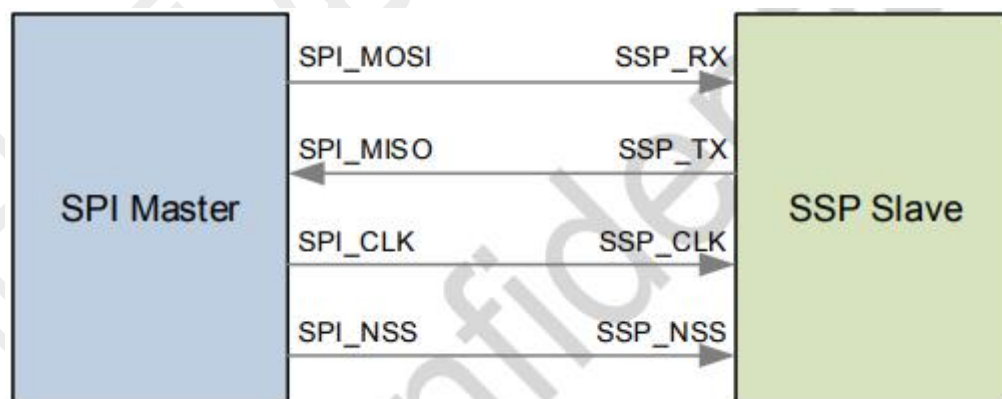 SPI_MOSI SSP_RX
SPI_MISO SSP_TX
SPI Master SSP Slave
SPI_CLK SSP_CLK
SPI_NSS SSP_NSS